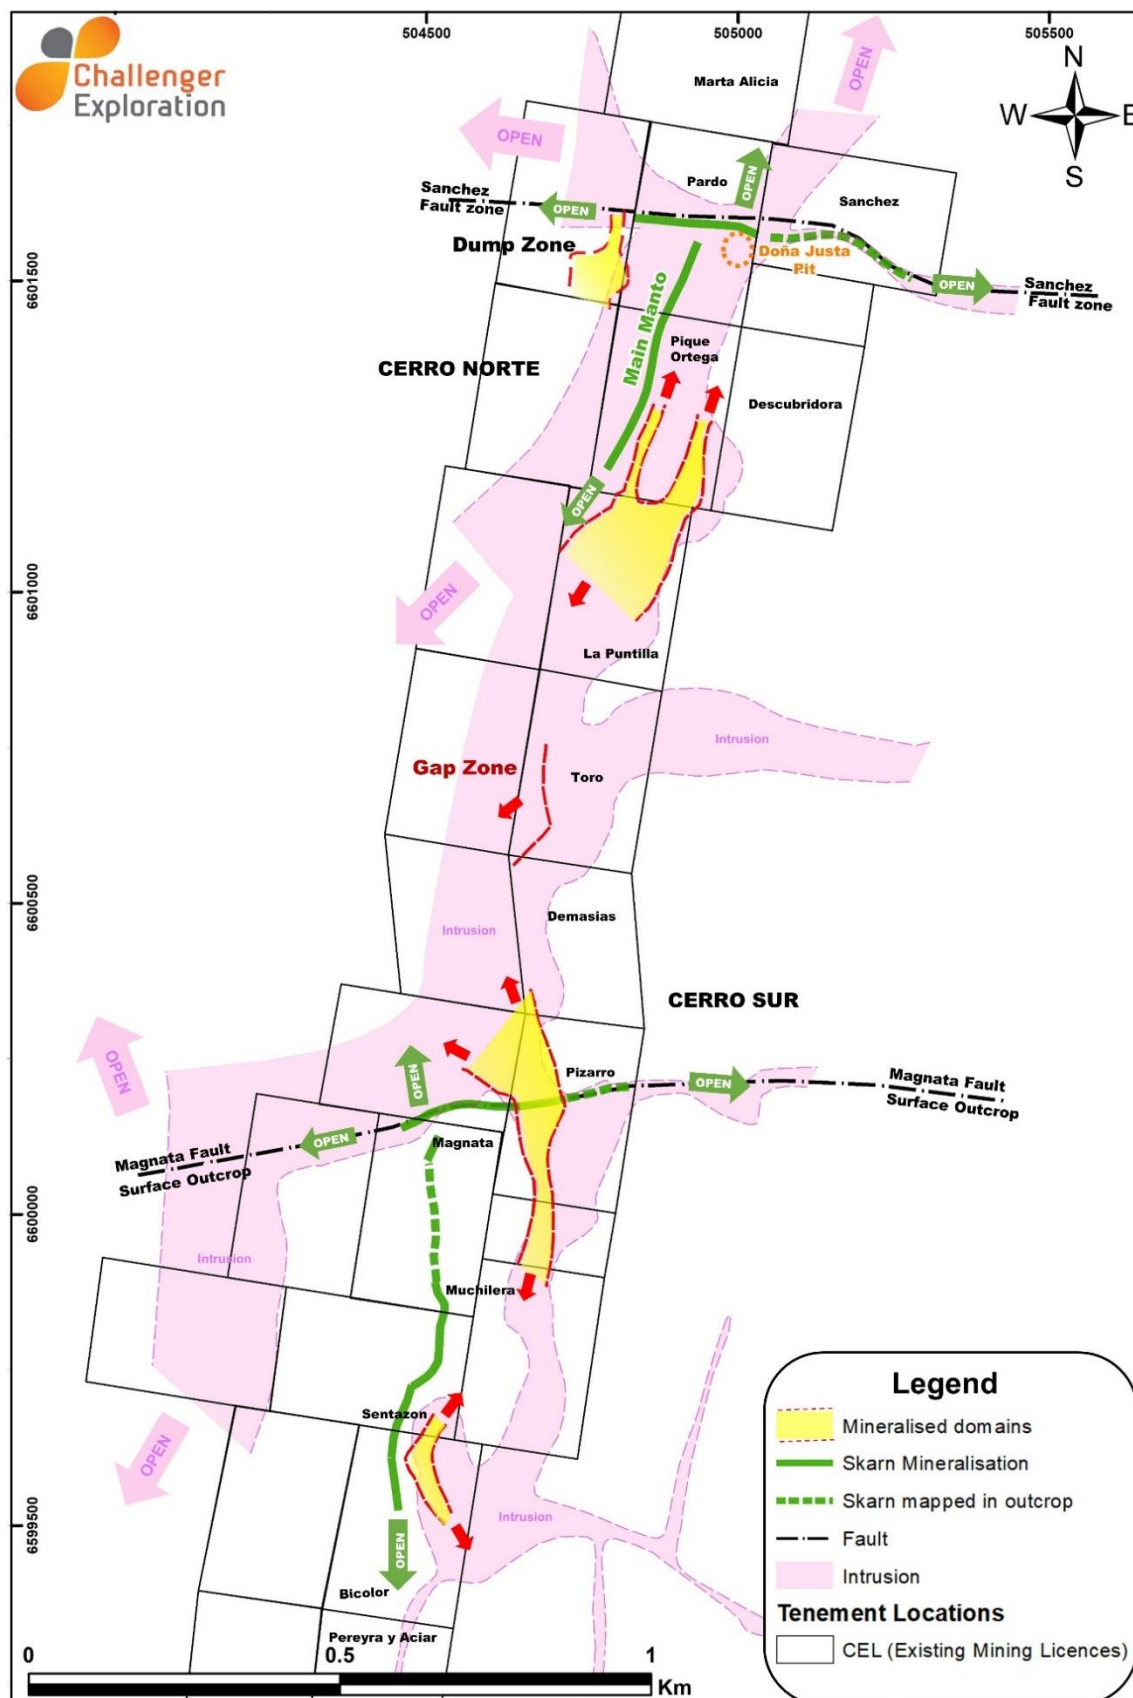 504500
505000
505500
Challenger
Exploration
Marta Alicia
OPEN
OPEN
N
W
E
S
Pardo
OPEN
Sanchez
Fault zone
OPEN
Sanchez
Dump Zone
Doña Justa
Pit
OPEN
Sanchez
Fault zone
6601500
Main Manto
Pique
Ortega
CERRO NORTE
Descubridora
OPEN
6601000
OPEN
La Puntilla
Intrusion
Gap Zone
Toro
6600500
Demasias
Intrusion
CERRO SUR
OPEN
OPEN
Pizarro
OPEN
Magnata Fault
Surface Outcrop
OPEN
Magnata
Magnata Fault
Surface Outcrop
6600000
Intrusion
Muchilera
Sentazon
OPEN
6599500
Intrusion
OPEN
Bicolor
Pereyra y Aciar
0
0.5
1
Km
Legend
Mineralised domains
Skarn Mineralisation
Skarn mapped in outcrop
Fault
Intrusion
Tenement Locations
CEL (Existing Mining Licences)